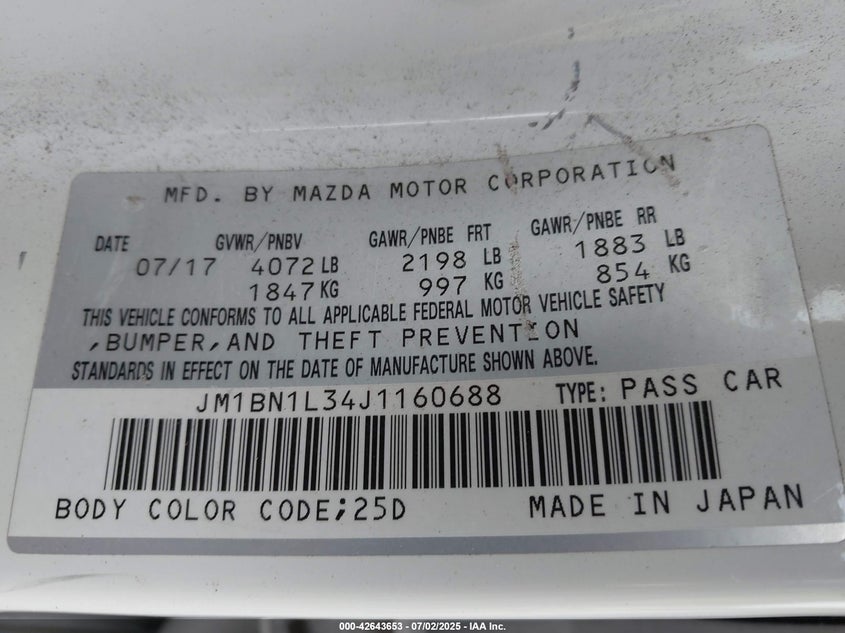 MFD. BY MAZDA MOTOR CORPORATION
DATE GVWR/PNBV GAWR/PNBE FRT GAWR/PNBE RR
07/17 4072 LB 2198 LB 1883 LB
1847 KG 997 KG 854 KG
THIS VEHICLE CONFORMS TO ALL APPLICABLE FEDERAL MOTOR VEHICLE SAFETY
,BUMPER,AND THEFT PREVENTION
STANDARDS IN EFFECT ON THE DATE OF MANUFACTURE SHOWN ABOVE.
JM1BN1L34J1160688 TYPE: PASS CAR
BODY COLOR CODE;25D MADE IN JAPAN
000-42643653 - 07/02/2025 - IAA Inc.